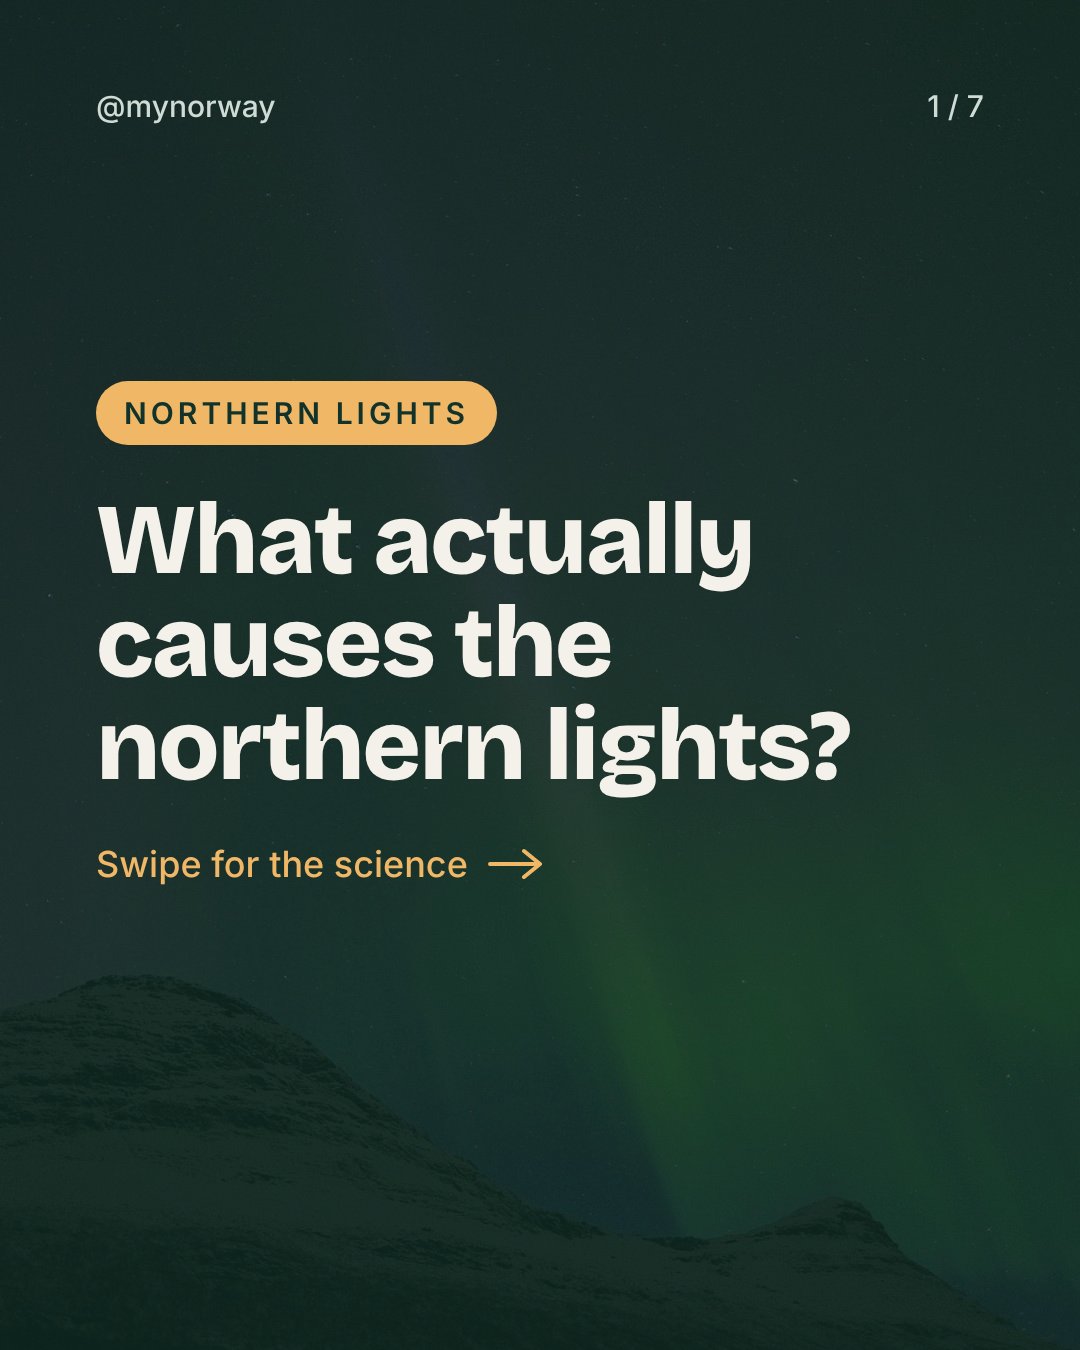 @mynorway
1 / 7
NORTHERN LIGHTS
What actually
causes the
northern lights?
Swipe for the science →